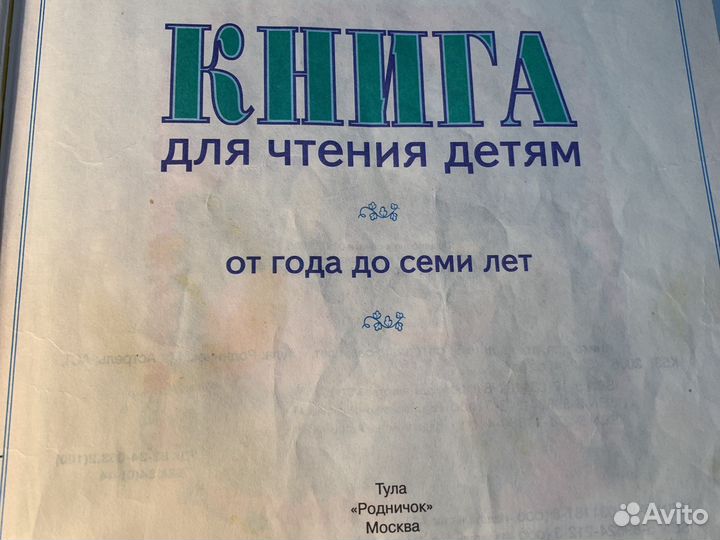 КНИГА
для чтения детям
от года до семи лет
Тула
«Родничок»
Москва
Avito